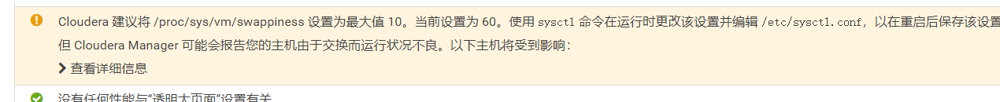 Cloudera 建议将 /proc/sys/vm/swappiness 设置为最大值 10。当前设置为 60。使用 sysctl 命令在运行时更改该设置并编辑 /etc/sysctl.conf，以在重启后保存该设置
但 Cloudera Manager 可能会报告您的主机由于交换而运行状况不良。以下主机将受到影响：
查看详细信息
没有任何性能与“透明大页面”设置有关